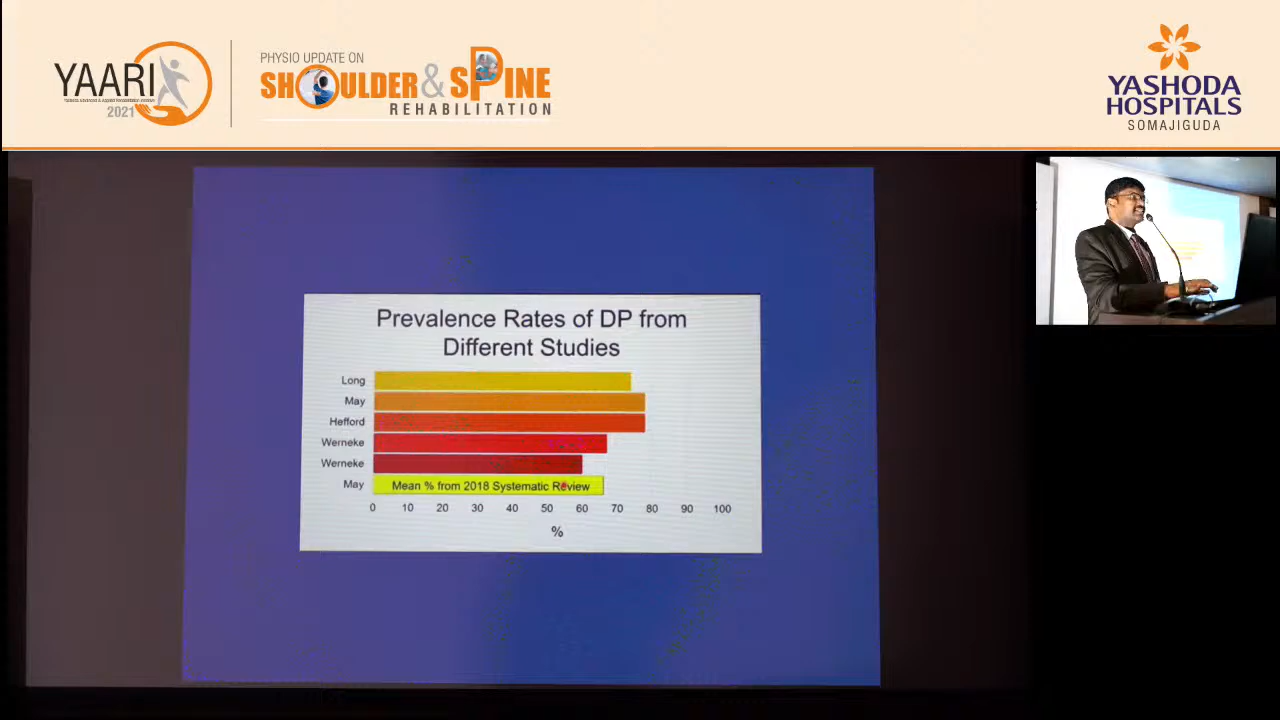 YAARI
2021
PHYSIO UPDATE ON
SHOULDER & SPINE
REHABILITATION
YASHODA
HOSPITALS
SOMAJIGUDA
Prevalence Rates of DP from
Different Studies
Long
May
Hefford
Werneke
Werneke
May
Mean % from 2018 Systematic Review
0 10 20 30 40 50 60 70 80 90 100
%